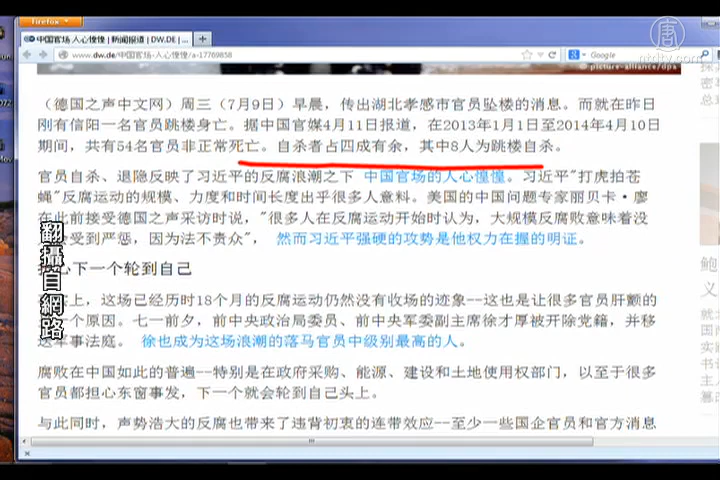 Firefox
中国官场 人心惶惶 | 新闻报道 | DW.DE | ...
www.dw.de/中国官场-人心惶惶/a-17769858
Google
唐
ntdtv.com
© picture-alliance/dpa
（德国之声中文网）周三（7月9日）早晨，传出湖北孝感市官员坠楼的消息。而就在昨日
刚有信阳一名官员跳楼身亡。据中国官媒4月11日报道，在2013年1月1日至2014年4月10日
期间，共有54名官员非正常死亡。自杀者占四成有余，其中8人为跳楼自杀。
官员自杀、退隐反映了习近平的反腐浪潮之下 中国官场的人心惶惶。习近平"打虎拍苍
蝇"反腐运动的规模、力度和时间长度出乎很多人意料。美国的中国问题专家丽贝卡·廖
在此前接受德国之声采访时说，"很多人在反腐运动开始时认为，大规模反腐败意味着没
受到严惩，因为法不责众"， 然而习近平强硬的攻势是他权力在握的明证。
心下一个轮到自己
上，这场已经历时18个月的反腐运动仍然没有收场的迹象--这也是让很多官员肝颤的
个原因。七一前夕，前中央政治局委员、前中央军委副主席徐才厚被开除党籍，并移
军事法庭。 徐也成为这场浪潮的落马官员中级别最高的人。
腐败在中国如此的普遍--特别是在政府采购、能源、建设和土地使用权部门，以至于很多
官员都担心东窗事发，下一个就会轮到自己头上。
与此同时，声势浩大的反腐也带来了违背初衷的连带效应--至少一些国企官员和官方消息
翻攝自網路